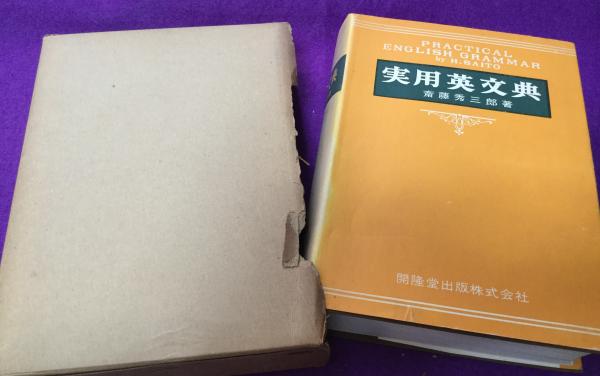 PRACTICAL
ENGLISH GRAMMAR
by H. SAITO
実用英文典
斎藤秀三郎著
開隆堂出版株式会社